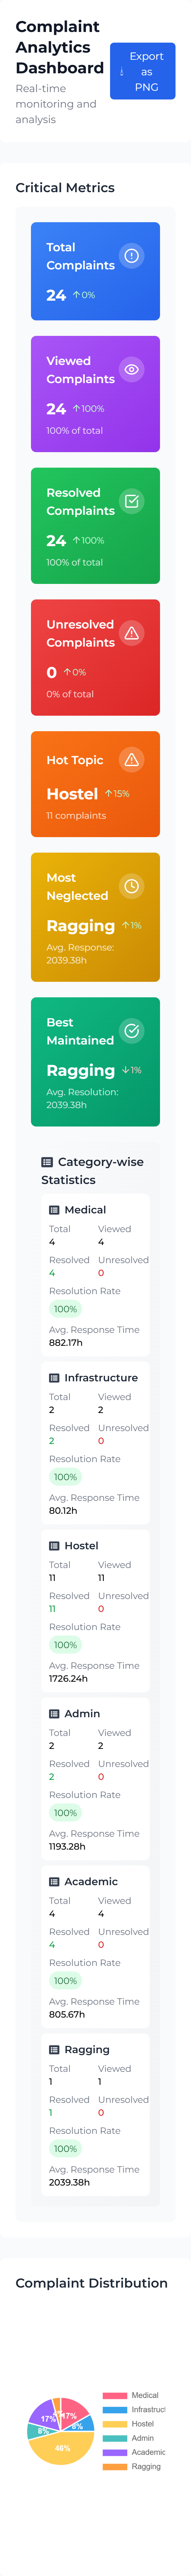 Complaint
Analytics
Dashboard
Real-time
monitoring and
analysis
Export
as
PNG
Critical Metrics
Total
Complaints
24 ↑0%
Viewed
Complaints
24 ↑100%
100% of total
Resolved
Complaints
24 ↑100%
100% of total
Unresolved
Complaints
0 ↑0%
0% of total
Hot Topic
Hostel ↑15%
11 complaints
Most
Neglected
Ragging ↑1%
Avg. Response:
2039.38h
Best
Maintained
Ragging ↓1%
Avg. Resolution:
2039.38h
Category-wise
Statistics
Medical
Total Viewed
4 4
Resolved Unresolved
4 0
Resolution Rate
100%
Avg. Response Time
882.17h
Infrastructure
Total Viewed
2 2
Resolved Unresolved
2 0
Resolution Rate
100%
Avg. Response Time
80.12h
Hostel
Total Viewed
11 11
Resolved Unresolved
11 0
Resolution Rate
100%
Avg. Response Time
1726.24h
Admin
Total Viewed
2 2
Resolved Unresolved
2 0
Resolution Rate
100%
Avg. Response Time
1193.28h
Academic
Total Viewed
4 4
Resolved Unresolved
4 0
Resolution Rate
100%
Avg. Response Time
805.67h
Ragging
Total Viewed
1 1
Resolved Unresolved
1 0
Resolution Rate
100%
Avg. Response Time
2039.38h
Complaint Distribution
Medical
Hostel
Admin
Academic
Ragging
17%
17%
8%
8%
46%